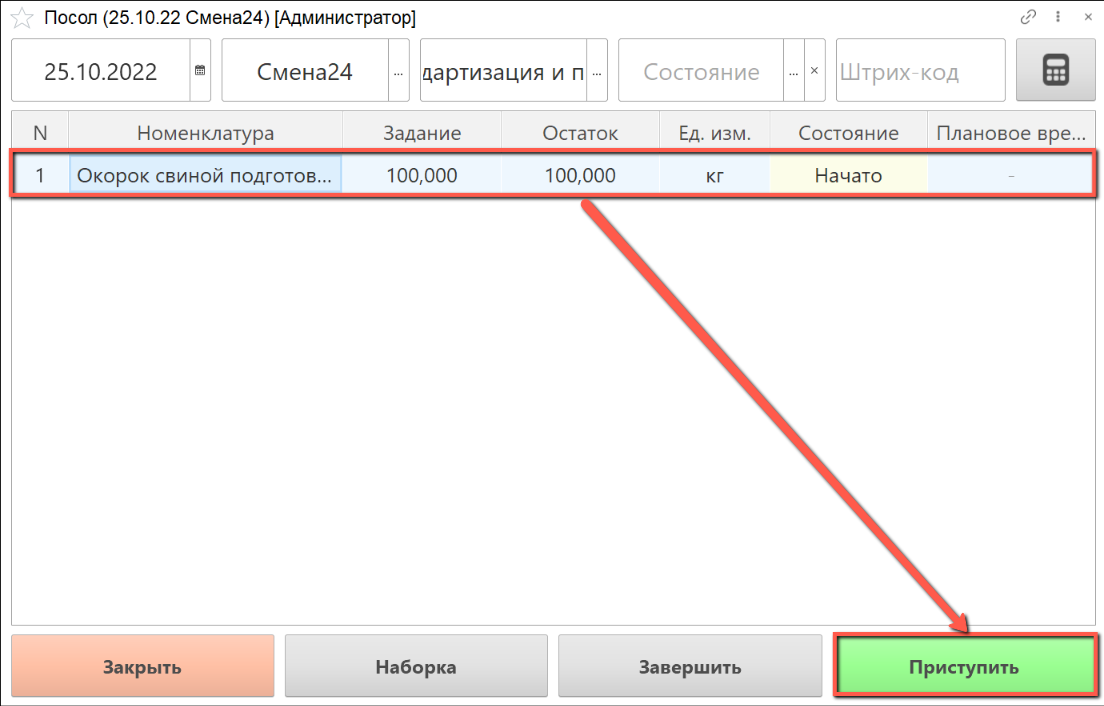 Посол (25.10.22 Смена24) [Администратор]
25.10.2022 Смена24 ... дартизация и п ... Состояние ... × Штрих-код
N Номенклатура Задание Остаток Ед. изм. Состояние Плановое вре...
1 Окорок свиной подготов... 100,000 100,000 кг Начато -
Закрыть Наборка Завершить Приступить